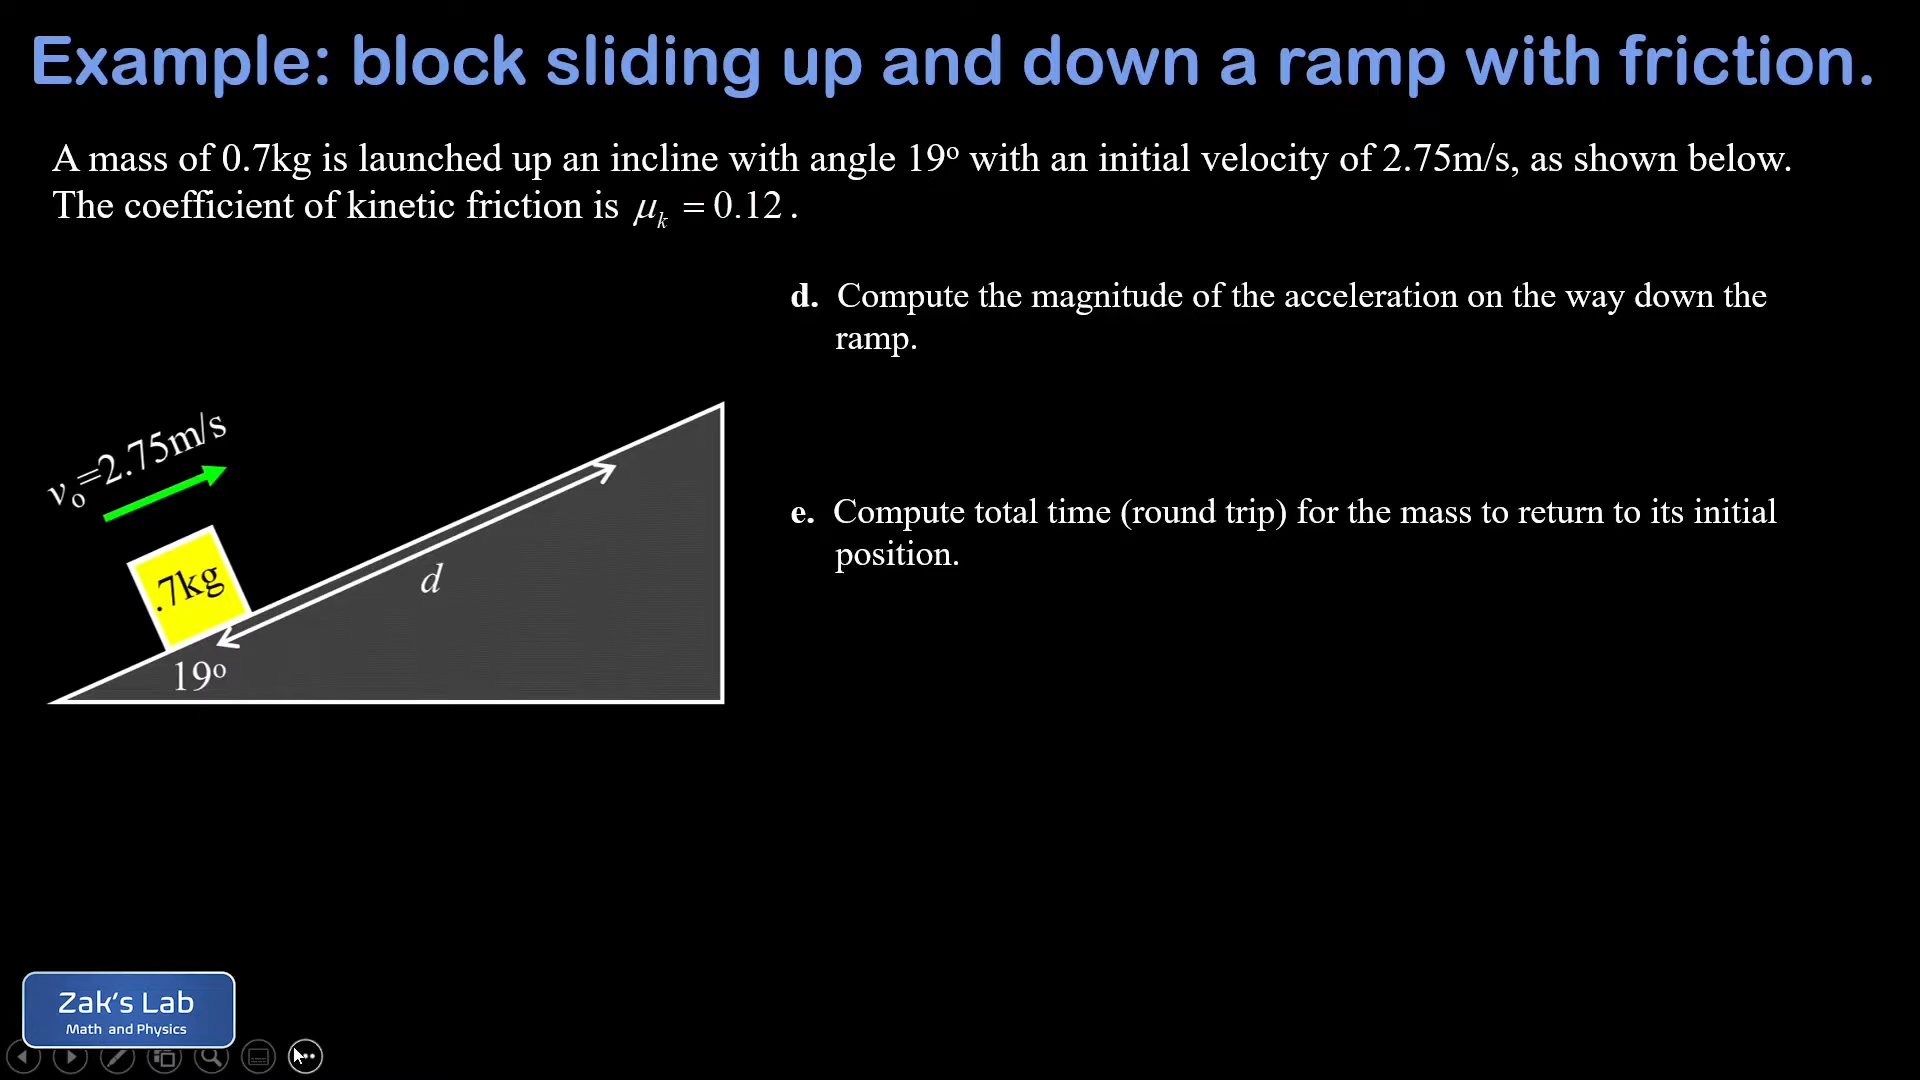 Example: block sliding up and down a ramp with friction.
A mass of 0.7kg is launched up an incline with angle 19º with an initial velocity of 2.75m/s, as shown below.
The coefficient of kinetic friction is μₖ = 0.12 .
d. Compute the magnitude of the acceleration on the way down the
ramp.
v₀=2.75m/s
e. Compute total time (round trip) for the mass to return to its initial
position.
.7kg
d
19º
Zak's Lab
Math and Physics